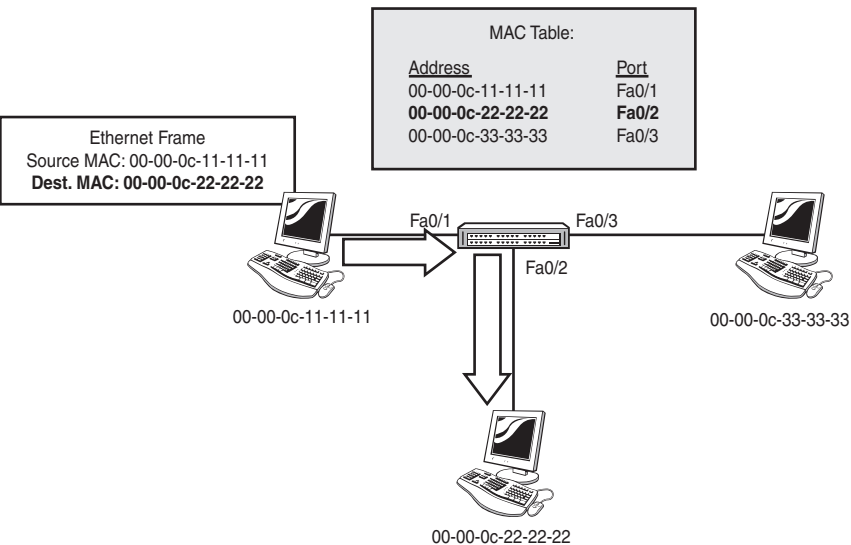 MAC Table:
Address Port
00-00-0c-11-11-11 Fa0/1
00-00-0c-22-22-22 Fa0/2
00-00-0c-33-33-33 Fa0/3
Ethernet Frame
Source MAC: 00-00-0c-11-11-11
Dest. MAC: 00-00-0c-22-22-22
Fa0/1
Fa0/3
Fa0/2
00-00-0c-11-11-11
00-00-0c-33-33-33
00-00-0c-22-22-22